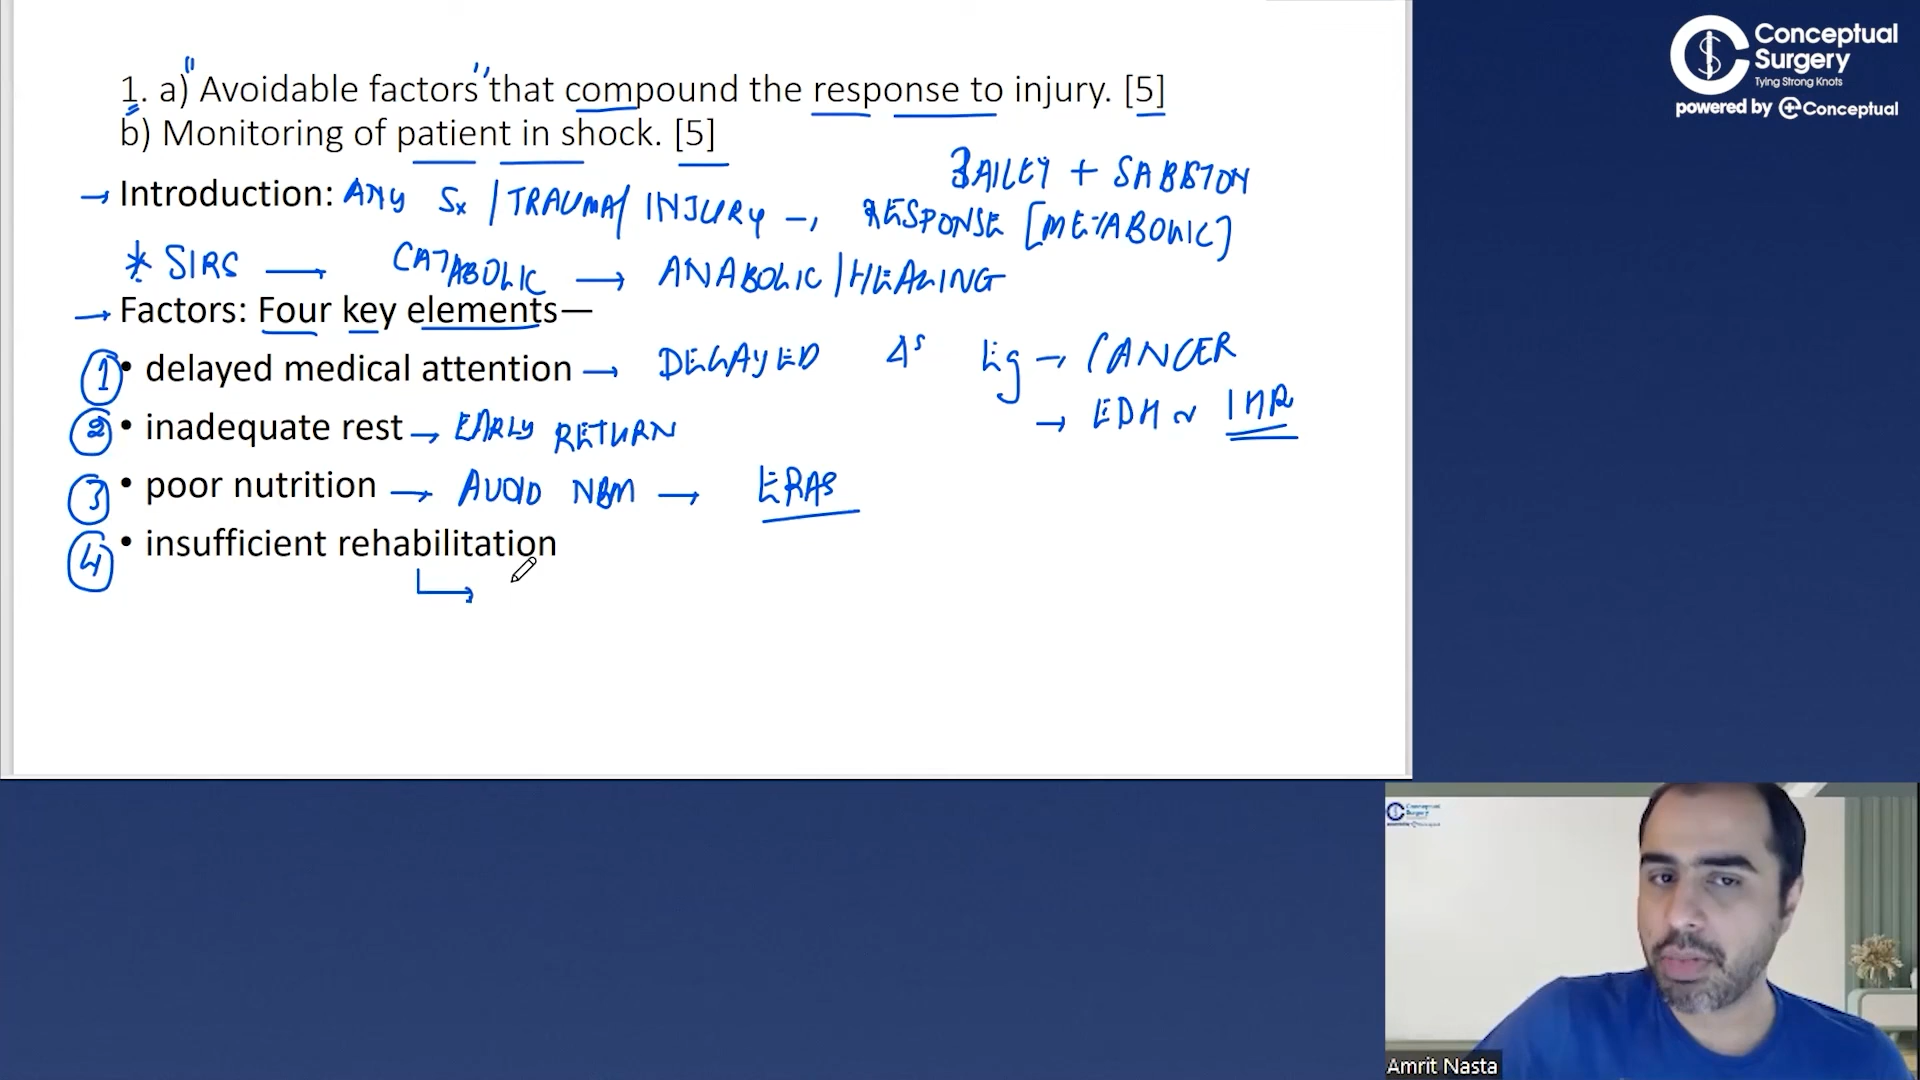 1. a) "Avoidable factors" that compound the response to injury. [5]
b) Monitoring of patient in shock. [5]
BAILEY + SABISTON
→ Introduction: ANY Sx / TRAUMA / INJURY → RESPONSE [METABOLIC]
* SIRS → CATABOLIC → ANABOLIC / HEALING
→ Factors: Four key elements—
① • delayed medical attention → DELAYED Δs Eg → CANCER
→ EDH ~ 1HR
② • inadequate rest → EARLY RETURN
③ • poor nutrition → AVOID NBM → ERAS
④ • insufficient rehabilitation
Conceptual
Surgery
Tying Strong Knots
powered by Conceptual
Conceptual
Surgery
Amrit Nasta